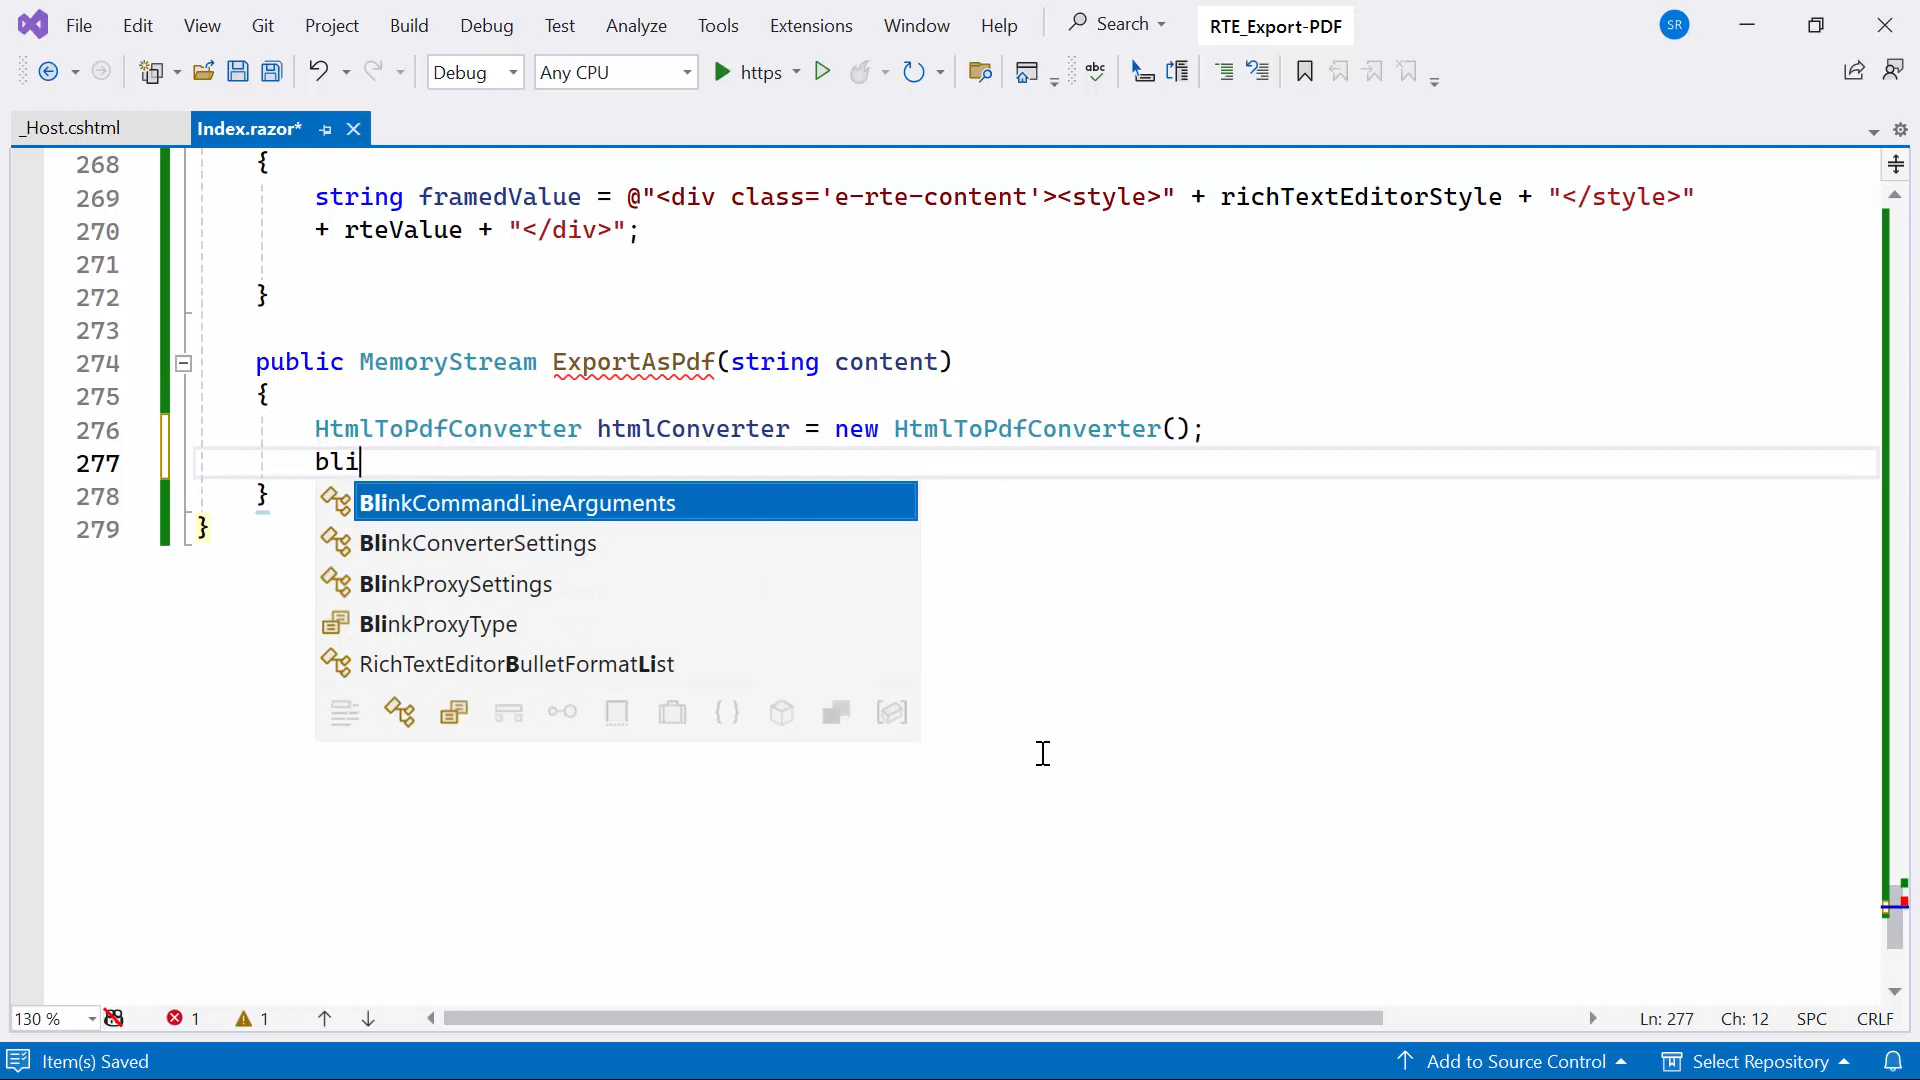 File Edit View Git Project Build Debug Test Analyze Tools Extensions Window Help Search RTE_Export-PDF SR
Debug Any CPU https abc
_Host.cshtml Index.razor*
268 {
269 string framedValue = @"<div class='e-rte-content'><style>" + richTextEditorStyle + "</style>"
270 + rteValue + "</div>";
271
272 }
273
274 public MemoryStream ExportAsPdf(string content)
275 {
276 HtmlToPdfConverter htmlConverter = new HtmlToPdfConverter();
277 bli
278 }
279 }
BlinkCommandLineArguments
BlinkConverterSettings
BlinkProxySettings
BlinkProxyType
RichTextEditorBulletFormatList
130 % 1 1 Ln: 277 Ch: 12 SPC CRLF
Item(s) Saved Add to Source Control Select Repository